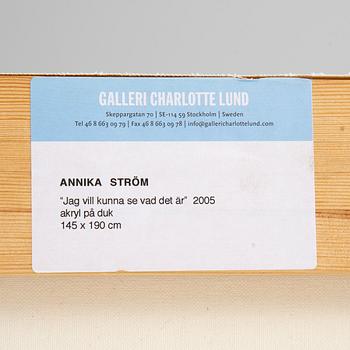 GALLERI CHARLOTTE LUND
Skeppargatan 70 | SE-114 59 Stockholm | Sweden
Tel 46 8 663 09 79 | Fax 46 8 663 09 78 | info@gallericharlottelund.com
ANNIKA STRÖM
"Jag vill kunna se vad det är" 2005
akryl på duk
145 x 190 cm